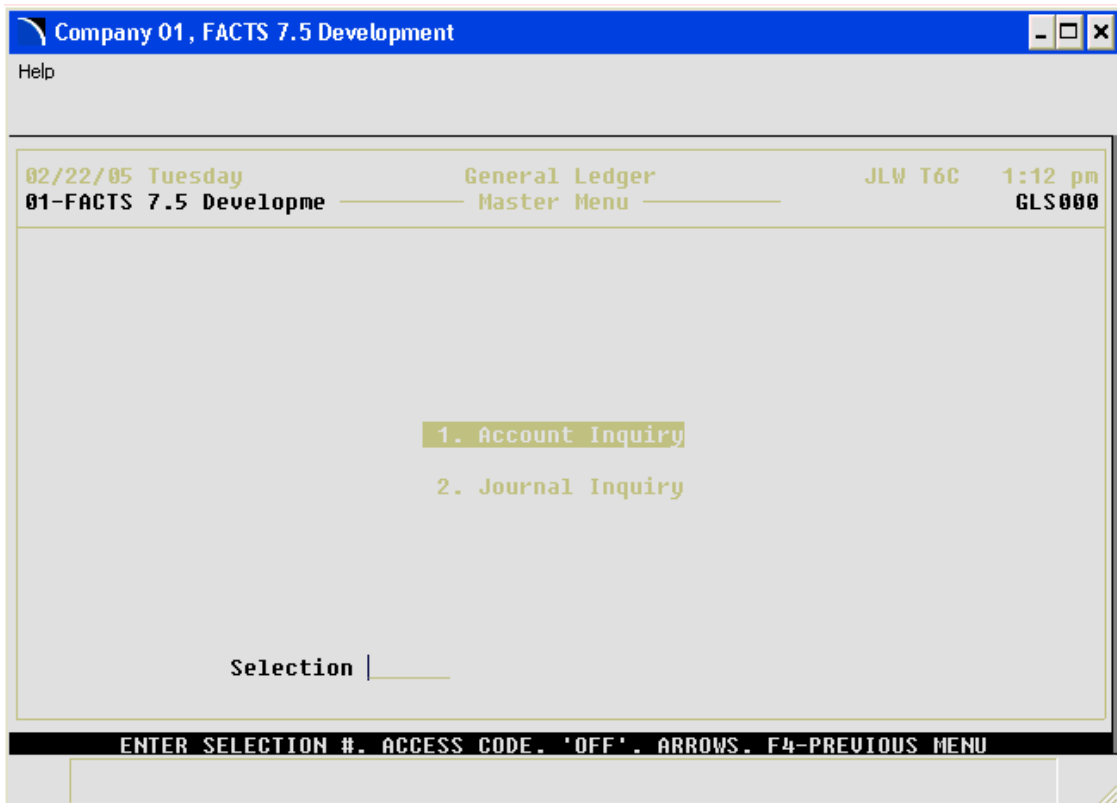 Company 01, FACTS 7.5 Development
Help
02/22/05 Tuesday General Ledger JLW T6C 1:12 pm
01-FACTS 7.5 Developme Master Menu GLS000
1. Account Inquiry
2. Journal Inquiry
Selection
ENTER SELECTION #. ACCESS CODE. 'OFF'. ARROWS. F4-PREVIOUS MENU